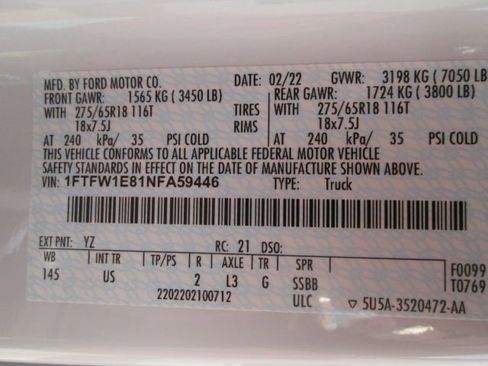 MFD. BY FORD MOTOR CO. DATE: 02/22 GVWR: 3198 KG ( 7050 LB)
FRONT GAWR: 1565 KG ( 3450 LB) REAR GAWR: 1724 KG ( 3800 LB)
WITH 275/65R18 116T TIRES WITH 275/65R18 116T
18x7.5J RIMS 18x7.5J
AT 240 kPa/ 35 PSI COLD AT 240 kPa/ 35 PSI COLD
THIS VEHICLE CONFORMS TO ALL APPLICABLE FEDERAL MOTOR VEHICLE
SAFETY STANDARDS IN EFFECT ON THE DATE OF MANUFACTURE SHOWN ABOVE.
VIN: 1FTFW1E81NFA59446 TYPE: Truck
EXT PNT: YZ RC: 21 DSO:
WB INT TR TP/PS R AXLE TR SPR F0099
145 US 2 L3 G SSBB T0769
2202202100712 ULC ▽ 5U5A-3520472-AA